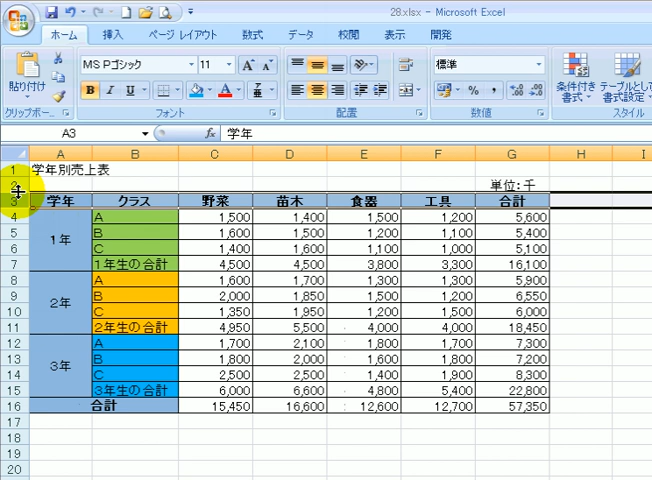 28.xlsx - Microsoft Excel
ホーム 挿入 ページ レイアウト 数式 データ 校閲 表示 開発
MS Pゴシック 11 A A 標準
貼り付け B I U 条件付き 書式 テーブルとし 書式設定
クリップボー... フォント 配置 数値 スタイル
A3 fx 学年
A B C D E F G H I
1 学年別売上表
2 単位:千
3 学年 クラス 野菜 苗木 食器 工具 合計
4 A 1,500 1,400 1,500 1,200 5,600
5 1年 B 1,600 1,500 1,200 1,100 5,400
6 C 1,400 1,600 1,100 1,000 5,100
7 1年生の合計 4,500 4,500 3,800 3,300 16,100
8 A 1,600 1,700 1,300 1,300 5,900
9 2年 B 2,000 1,850 1,500 1,200 6,550
10 C 1,350 1,950 1,200 1,500 6,000
11 2年生の合計 4,950 5,500 4,000 4,000 18,450
12 A 1,700 2,100 1,800 1,700 7,300
13 3年 B 1,800 2,000 1,600 1,800 7,200
14 C 2,500 2,500 1,400 1,900 8,300
15 3年生の合計 6,000 6,600 4,800 5,400 22,800
16 合計 15,450 16,600 12,600 12,700 57,350
17
18
19
20